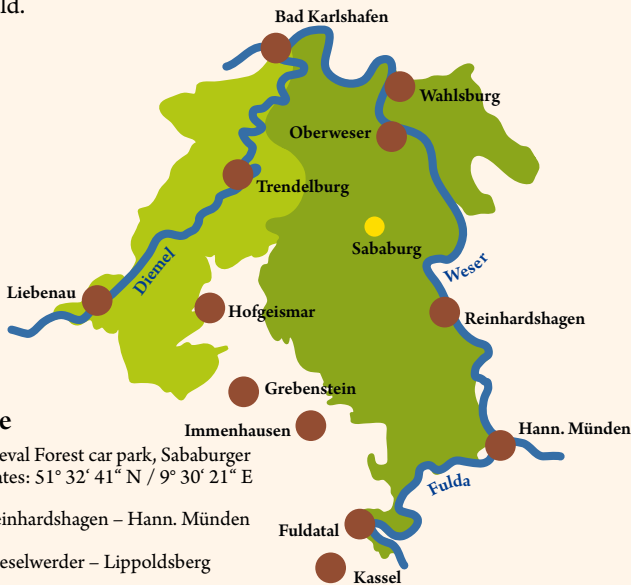 ld.
Bad Karlshafen
Wahlsburg
Oberweser
Trendelburg
Sababurg
Diemel
Weser
Liebenau
Hofgeismar
Reinhardshagen
Grebenstein
Immenhausen
Hann. Münden
e
eval Forest car park, Sababurger
ates: 51° 32‘ 41“ N / 9° 30‘ 21“ E
Fulda
einhardshagen – Hann. Münden
Fuldatal
eselwerder – Lippoldsberg
Kassel